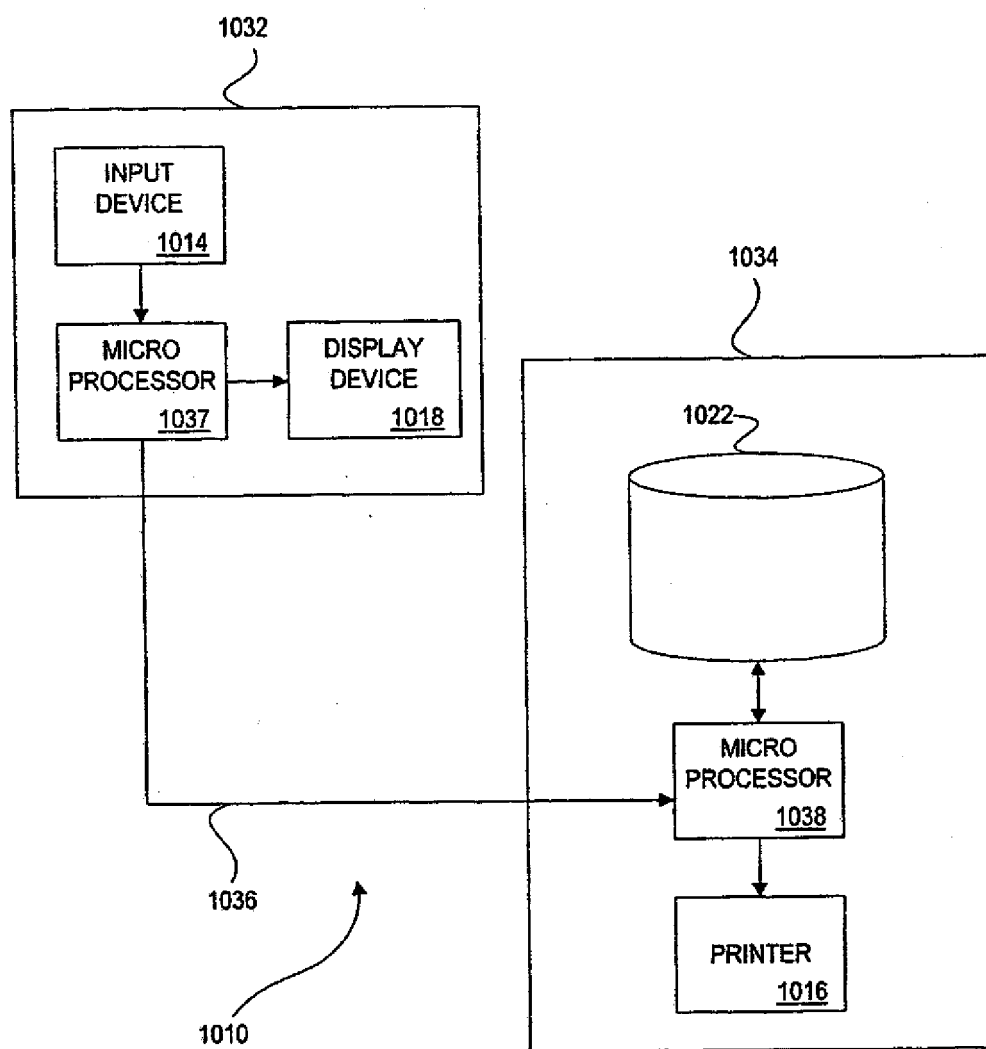 1032
INPUT
DEVICE
1014
MICRO
PROCESSOR
1037
DISPLAY
DEVICE
1018
1034
1022
MICRO
PROCESSOR
1038
PRINTER
1016
1036
1010